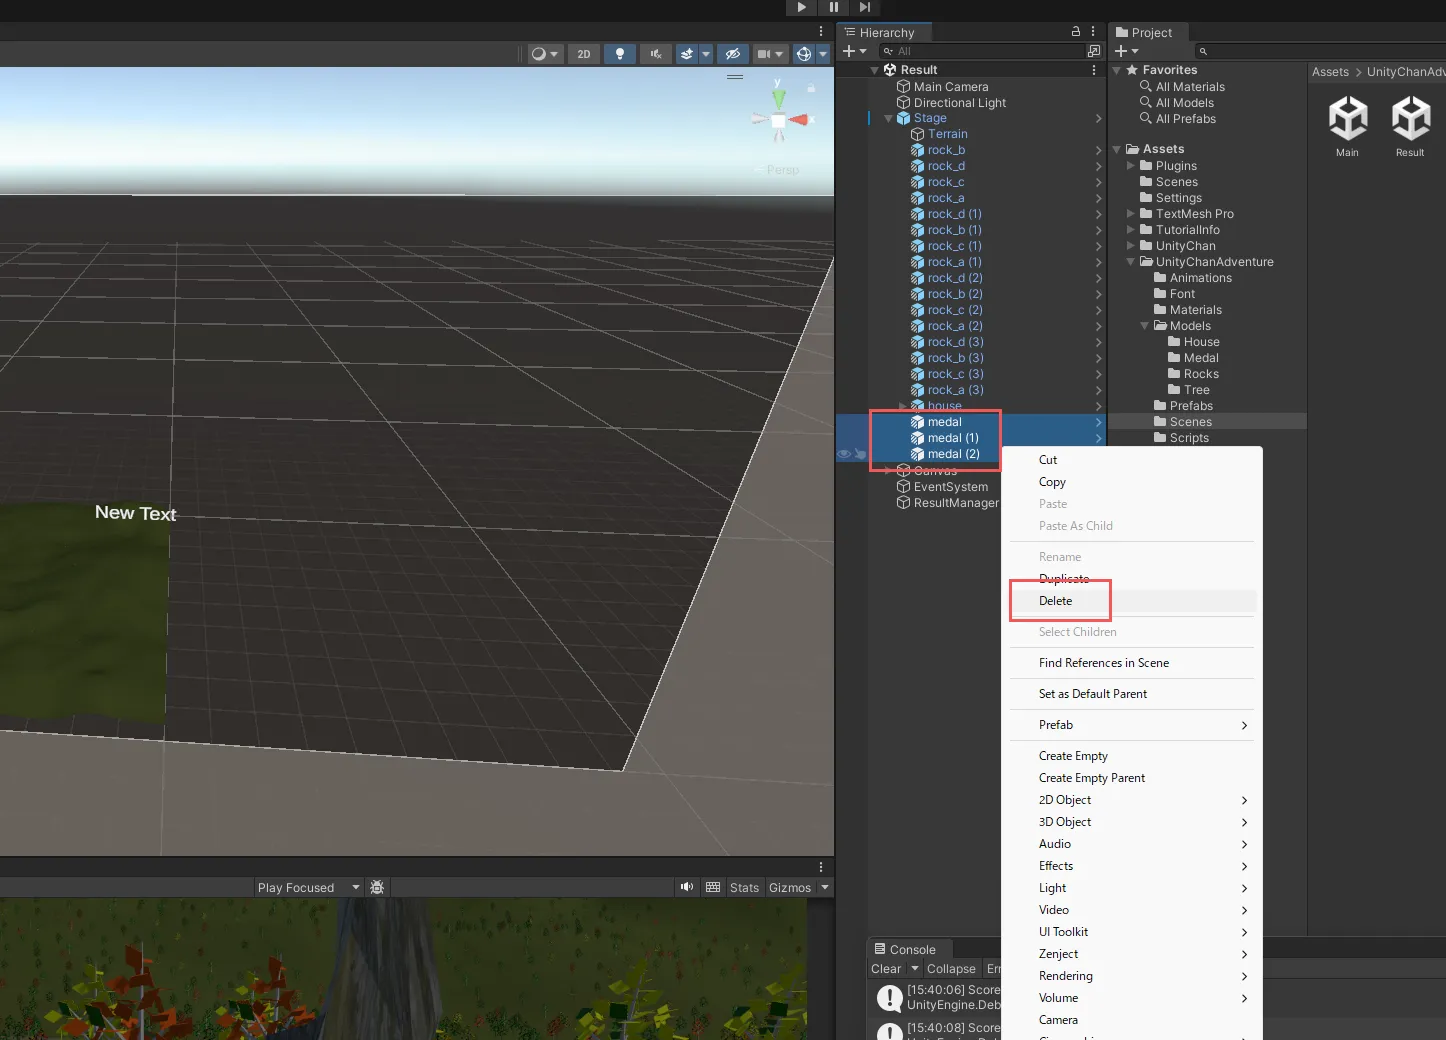 Hierarchy
Project
2D
All
Result
Main Camera
Directional Light
Stage
Terrain
rock_b
rock_d
rock_c
rock_a
rock_d (1)
rock_b (1)
rock_c (1)
rock_a (1)
rock_d (2)
rock_b (2)
rock_c (2)
rock_a (2)
rock_d (3)
rock_b (3)
rock_c (3)
rock_a (3)
house
medal
medal (1)
medal (2)
Canvas
EventSystem
ResultManager
Favorites
All Materials
All Models
All Prefabs
Assets
Plugins
Scenes
Settings
TextMesh Pro
TutorialInfo
UnityChan
UnityChanAdventure
Animations
Font
Materials
Models
House
Medal
Rocks
Tree
Prefabs
Scenes
Scripts
Assets > UnityChanAdv
Main
Result
y
x
Persp
New Text
Cut
Copy
Paste
Paste As Child
Rename
Duplicate
Delete
Select Children
Find References in Scene
Set as Default Parent
Prefab
Create Empty
Create Empty Parent
2D Object
3D Object
Audio
Effects
Light
Video
UI Toolkit
Zenject
Rendering
Volume
Camera
Play Focused
Stats
Gizmos
Console
Clear
Collapse
Err
[15:40:06] Score
UnityEngine.Deb
[15:40:08] Score